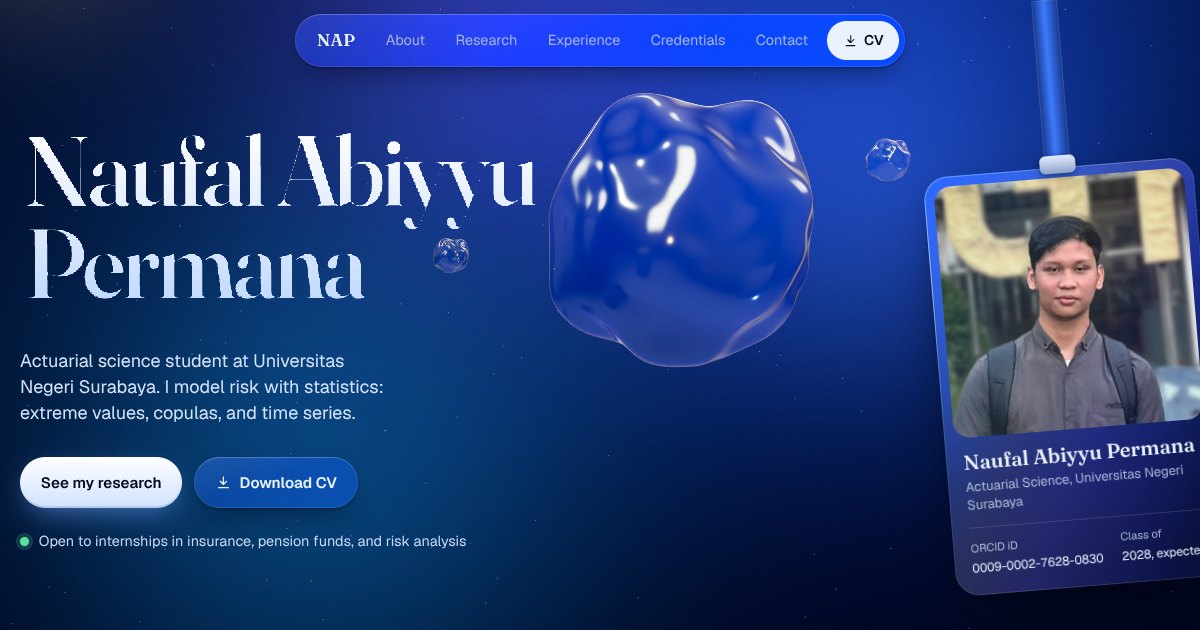 NAP About Research Experience Credentials Contact CV
Naufal Abiyyu
Permana
Actuarial science student at Universitas
Negeri Surabaya. I model risk with statistics:
extreme values, copulas, and time series.
See my research Download CV
Open to internships in insurance, pension funds, and risk analysis
Naufal Abiyyu Permana
Actuarial Science, Universitas Negeri
Surabaya
ORCID iD
0009-0002-7628-0830
Class of
2028, expecte